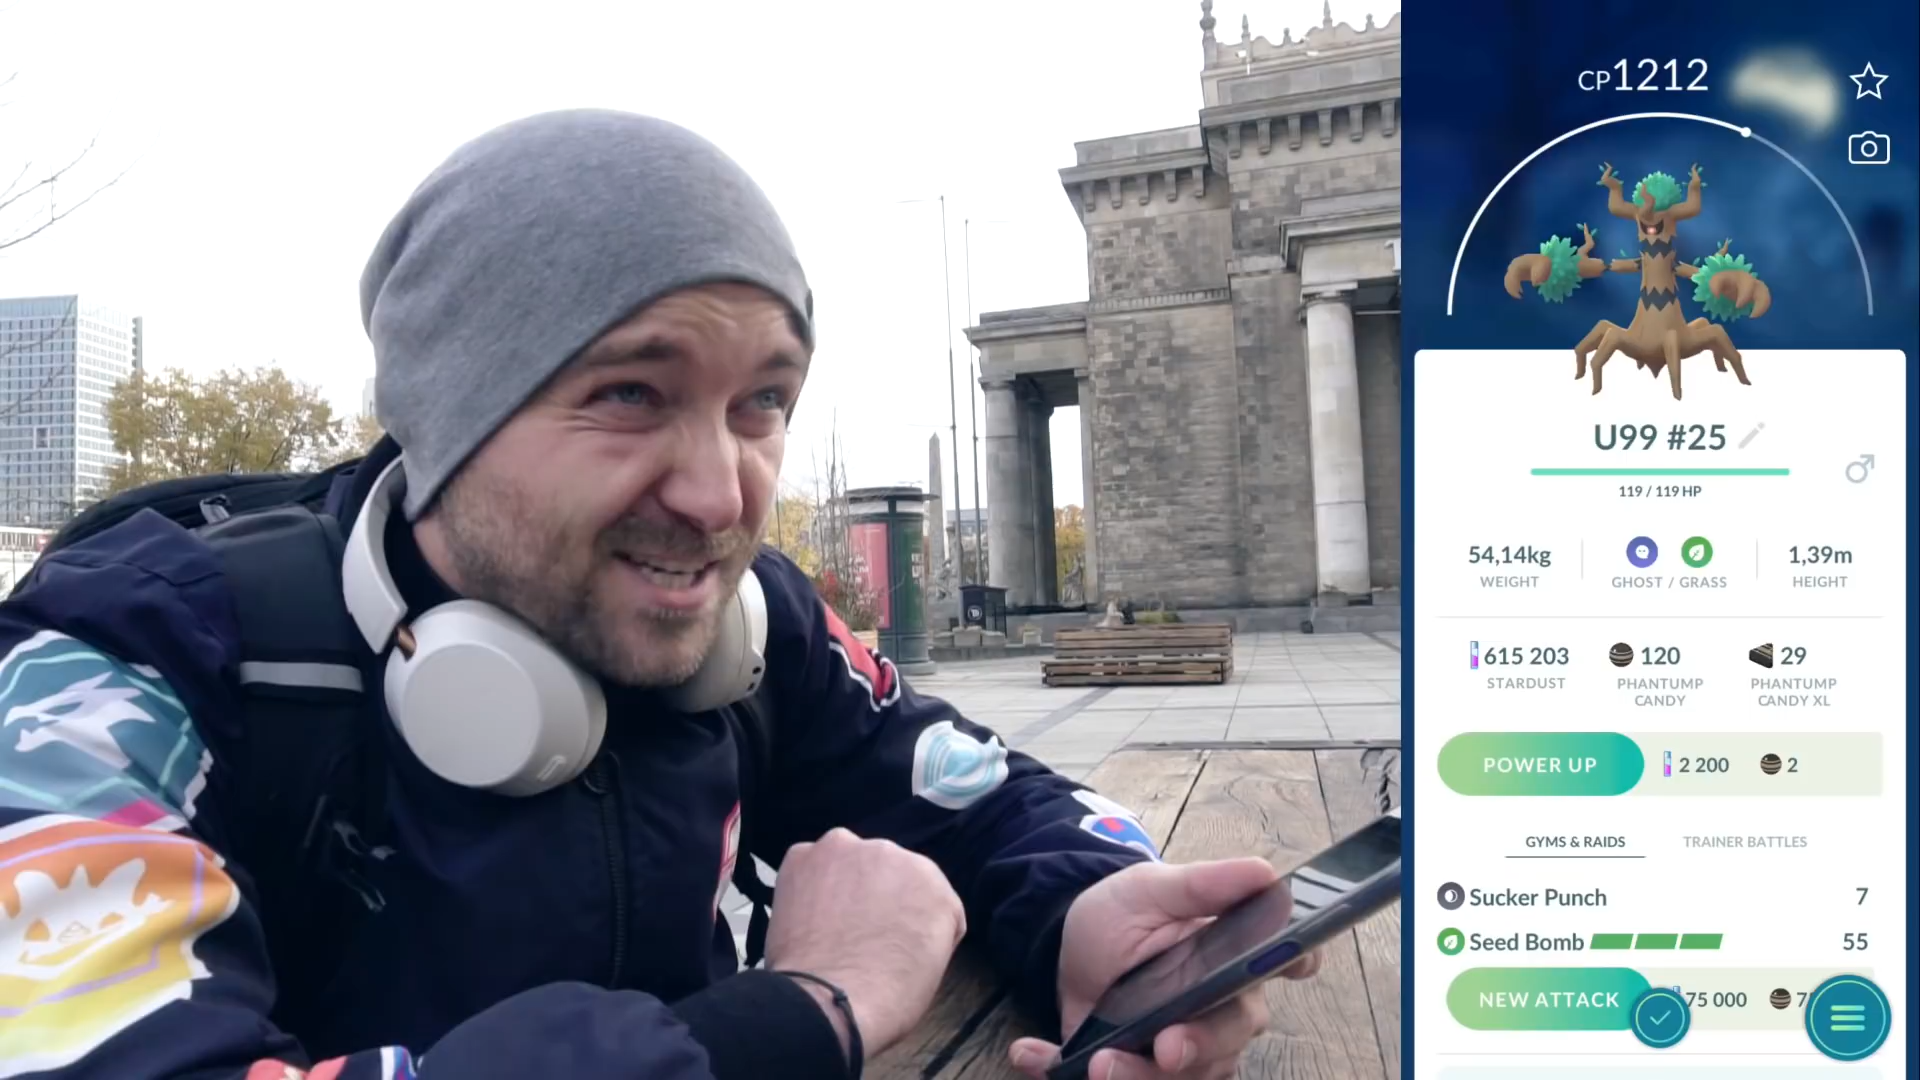 CP1212
U99 #25
119 / 119 HP
54,14kg
WEIGHT
GHOST / GRASS
1,39m
HEIGHT
615 203
STARDUST
120
PHANTUMP
CANDY
29
PHANTUMP
CANDY XL
POWER UP
2 200
2
GYMS & RAIDS
TRAINER BATTLES
Sucker Punch
7
Seed Bomb
55
NEW ATTACK
75 000